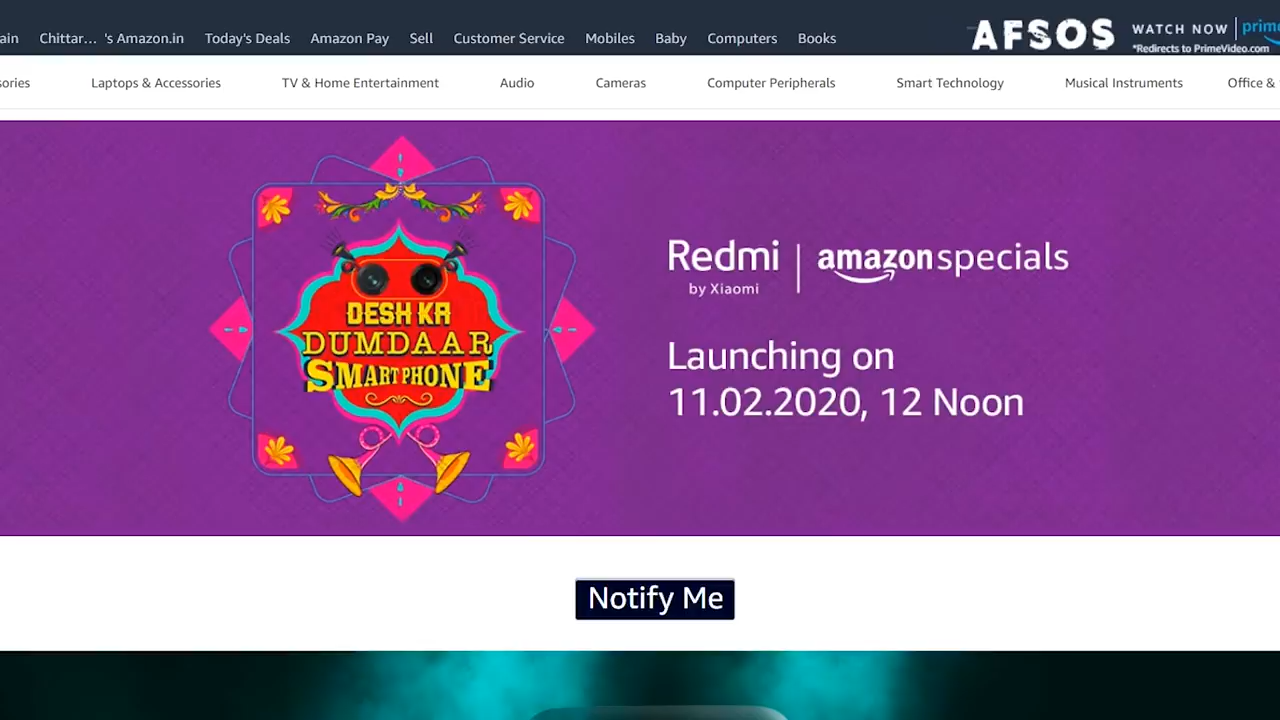 ain Chittar... 's Amazon.in Today's Deals Amazon Pay Sell Customer Service Mobiles Baby Computers Books
AFSOS WATCH NOW prime
*Redirects to PrimeVideo.com
sories Laptops & Accessories TV & Home Entertainment Audio Cameras Computer Peripherals Smart Technology Musical Instruments Office &
DESH KA
DUMDAAR
SMARTPHONE
Redmi amazonspecials
by Xiaomi
Launching on
11.02.2020, 12 Noon
Notify Me